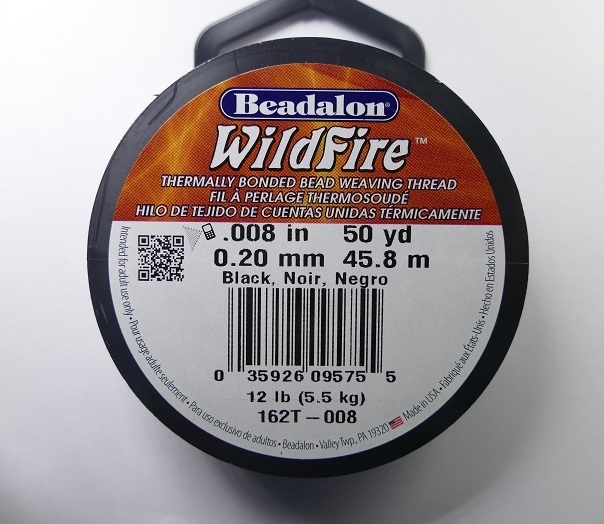 Beadalon®
WildFire™
THERMALLY BONDED BEAD WEAVING THREAD
FIL À PERLAGE THERMOSOUDÉ
HILO DE TEJIDO DE CUENTAS UNIDAS TÉRMICAMENTE
.008 in 50 yd
0.20 mm 45.8 m
Black, Noir, Negro
0 35926 09575 5
12 lb (5.5 kg)
162T – 008
Intended for adult use only • Pour usage adulte seulement • Para uso exclusivo de adultos • Beadalon • Valley Twp., PA 19320 Made in USA • Fabriqué aux États-Unis • Hecho en Estados Unidos